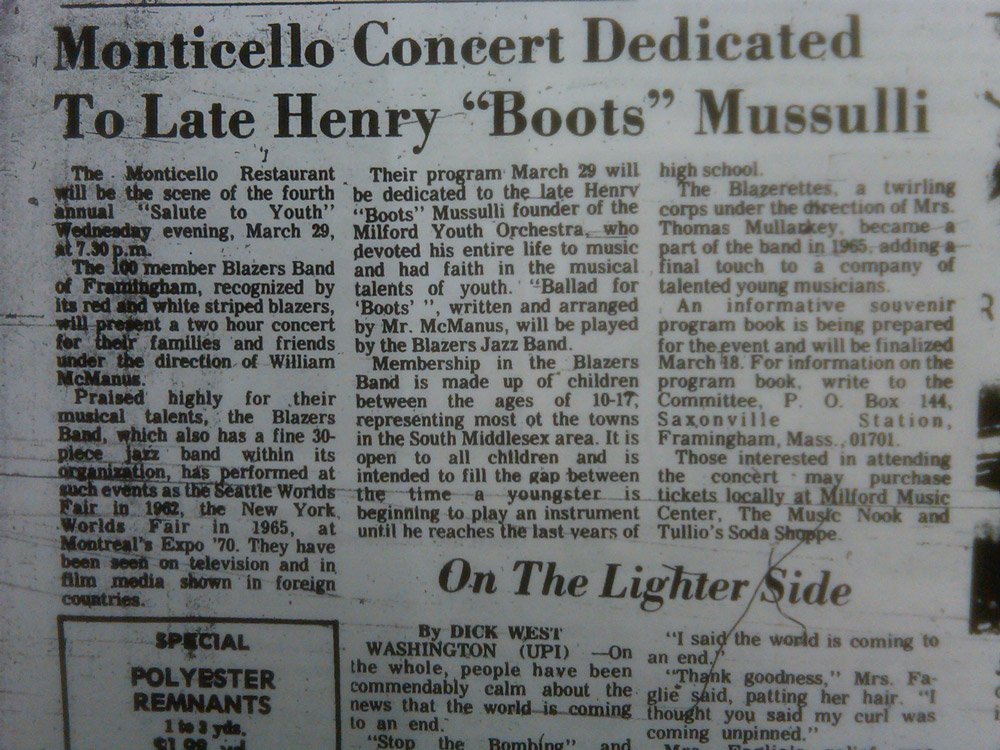 Monticello Concert Dedicated
To Late Henry “Boots” Mussulli
The Monticello Restaurant
will be the scene of the fourth
annual “Salute to Youth”
Wednesday evening, March 29,
at 7.30 p.m.
The 100 member Blazers Band
of Framingham, recognized by
its red and white striped blazers,
will present a two hour concert
for their families and friends
under the direction of William
McManus.
Praised highly for their
musical talents, the Blazers
Band, which also has a fine 30-
piece jazz band within its
organization, has performed at
such events as the Seattle Worlds
Fair in 1962, the New York
Worlds Fair in 1965, at
Montreal's Expo '70. They have
been seen on television and in
film media shown in foreign
countries.
Their program March 29 will
be dedicated to the late Henry
“Boots” Mussulli founder of the
Milford Youth Orchestra, who
devoted his entire life to music
and had faith in the musical
talents of youth. “Ballad for
‘Boots’ ”, written and arranged
by Mr. McManus, will be played
by the Blazers Jazz Band.
Membership in the Blazers
Band is made up of children
between the ages of 10-17,
representing most ot the towns
in the South Middlesex area. It is
open to all children and is
intended to fill the gap between
the time a youngster is
beginning to play an instrument
until he reaches the last years of
high school.
The Blazerettes, a twirling
corps under the direction of Mrs.
Thomas Mullarkey, became a
part of the band in 1965, adding a
final touch to a company of
talented young musicians.
An informative souvenir
program book is being prepared
for the event and will be finalized
March 18. For information on the
program book, write to the
Committee, P. O. Box 144,
Saxonville Station,
Framingham, Mass., 01701.
Those interested in attending
the concert may purchase
tickets locally at Milford Music
Center, The Music Nook and
Tullio's Soda Shoppe.
On The Lighter Side
By DICK WEST
WASHINGTON (UPI) —On
the whole, people have been
commendably calm about the
news that the world is coming
to an end.
“Stop the Bombing” and
“I said the world is coming to
an end.”
“Thank goodness,” Mrs. Fa-
glie said, patting her hair. “I
thought you said my curl was
coming unpinned.”
SPECIAL
POLYESTER
REMNANTS
1 to 3 yds.
$1.99 yd